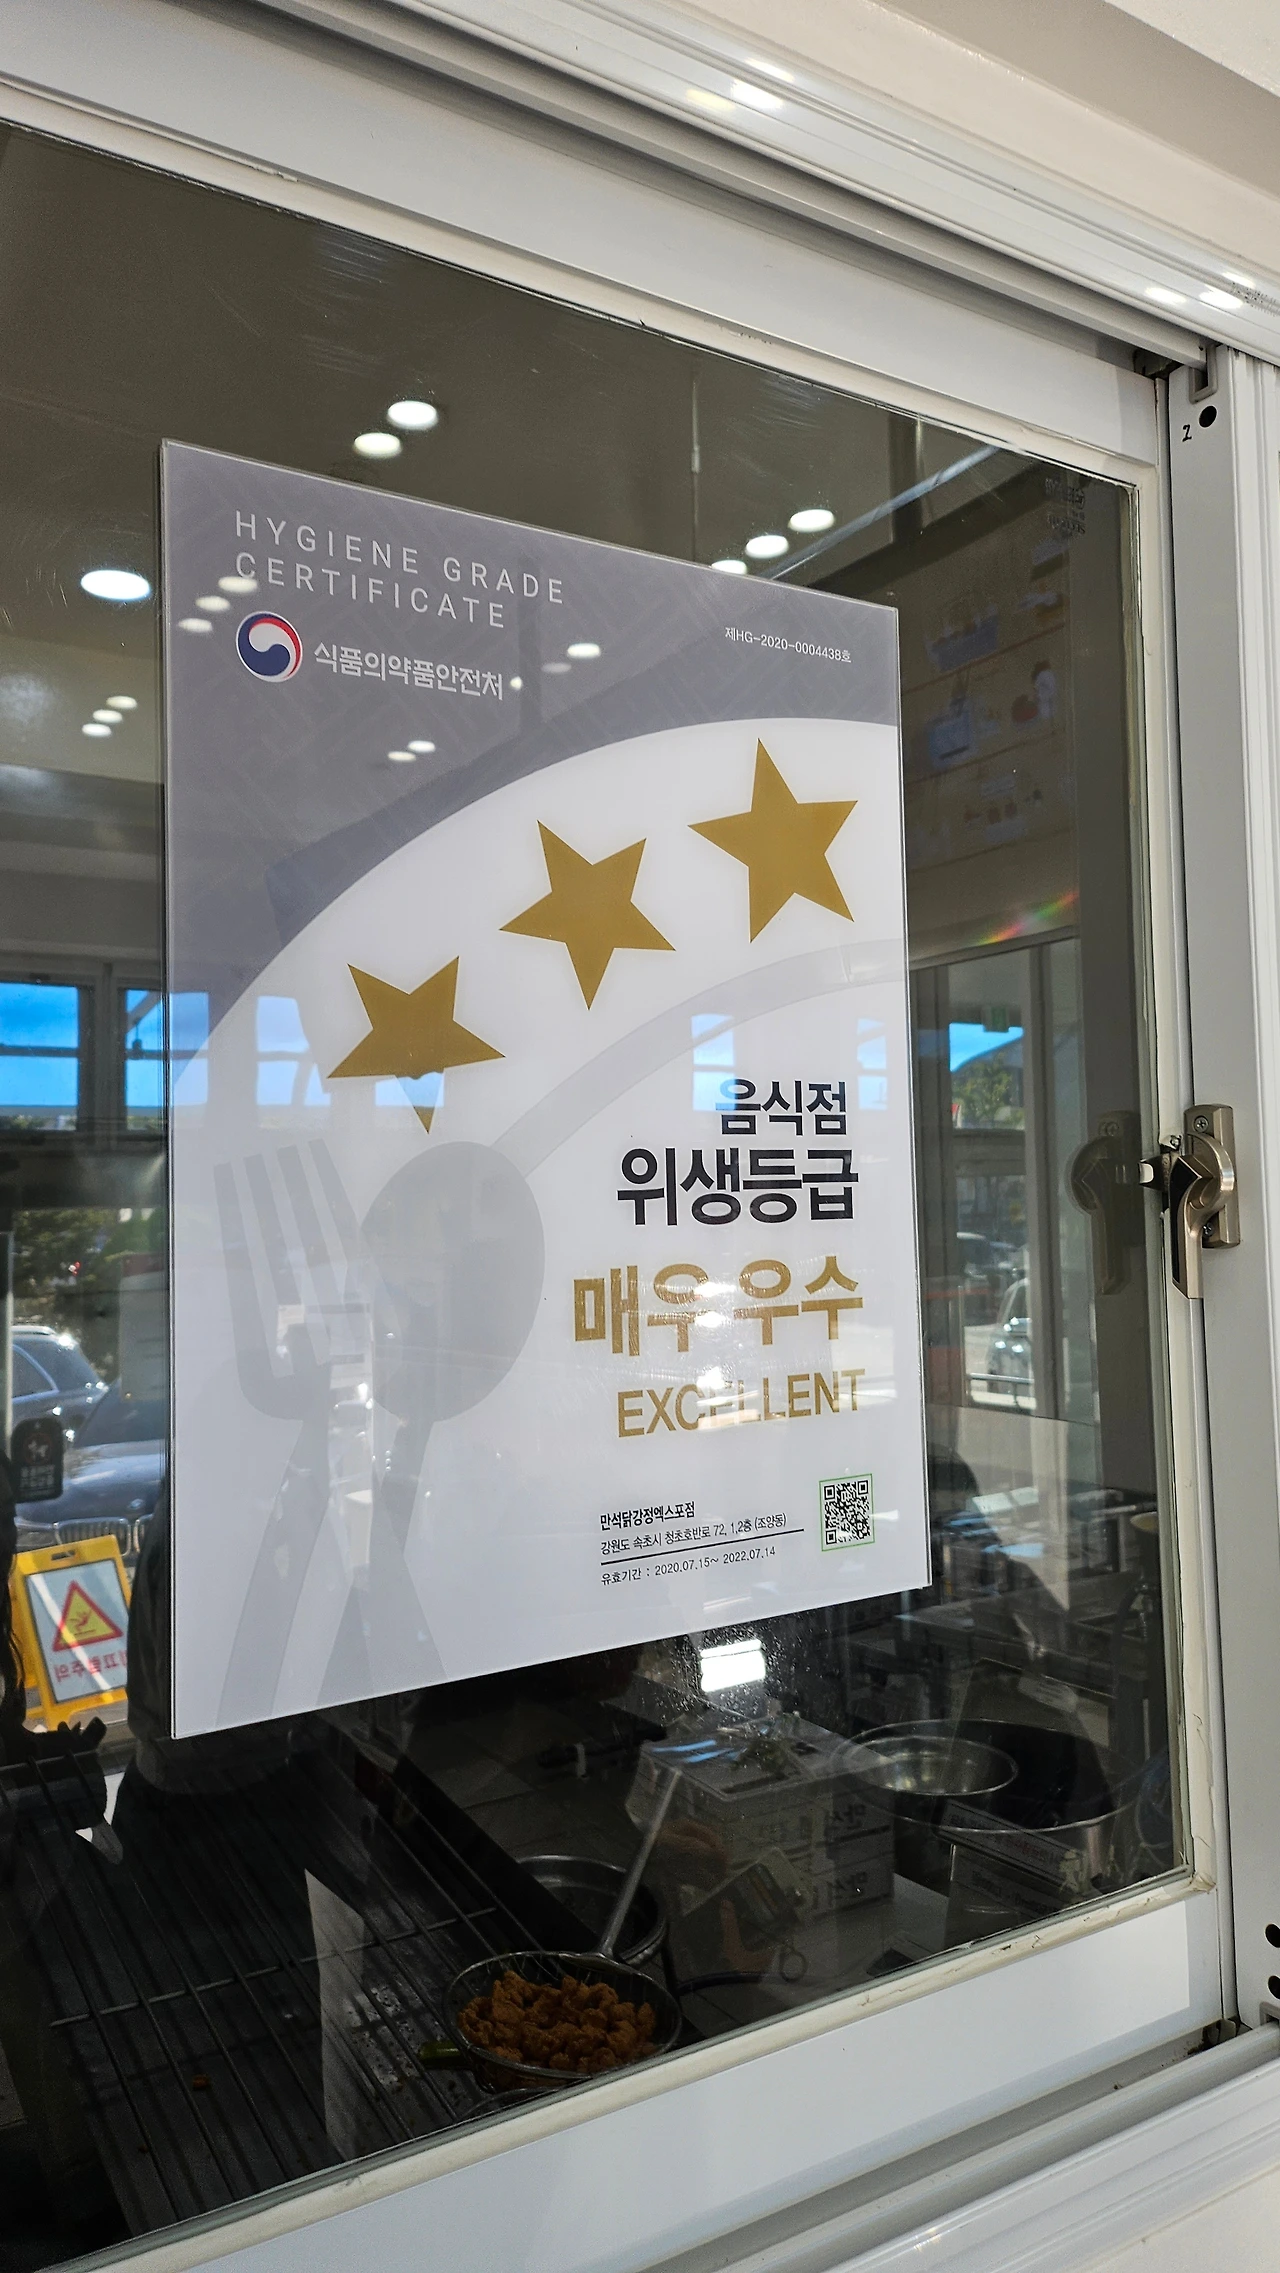 HYGIENE GRADE
CERTIFICATE
식품의약품안전처
제HG-2020-0004438호
음식점
위생등급
매우 우수
EXCELLENT
만석닭강정엑스포점
강원도 속초시 청초호반로 72, 1,2층 (조양동)
유효기간 : 2020.07.15~ 2022.07.14